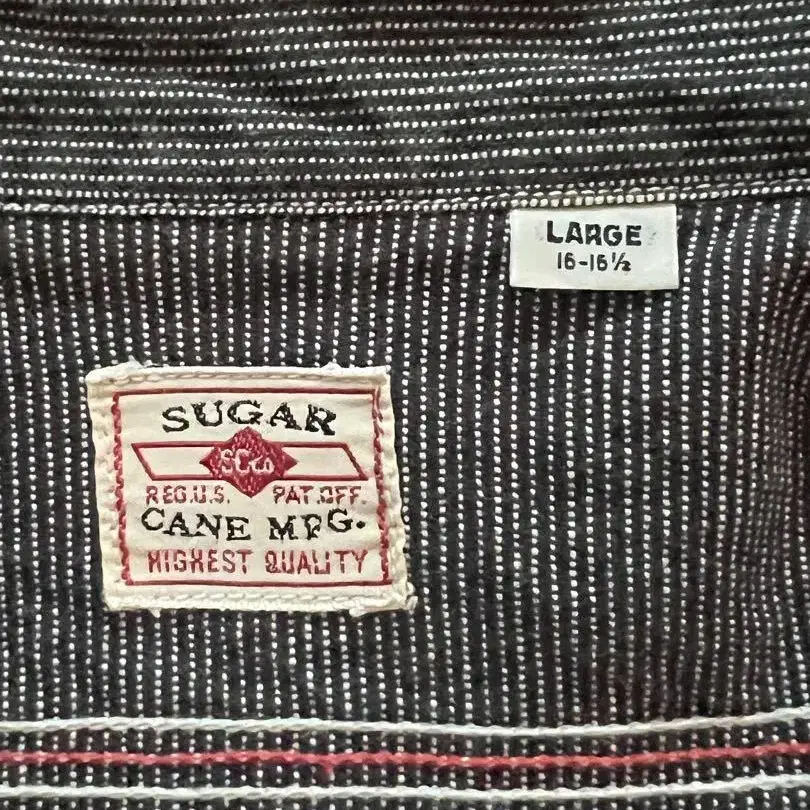 LARGE
16-16½
SUGAR
SCCo
REG.U.S. PAT.OFF.
CANE MFG.
HIGHEST QUALITY